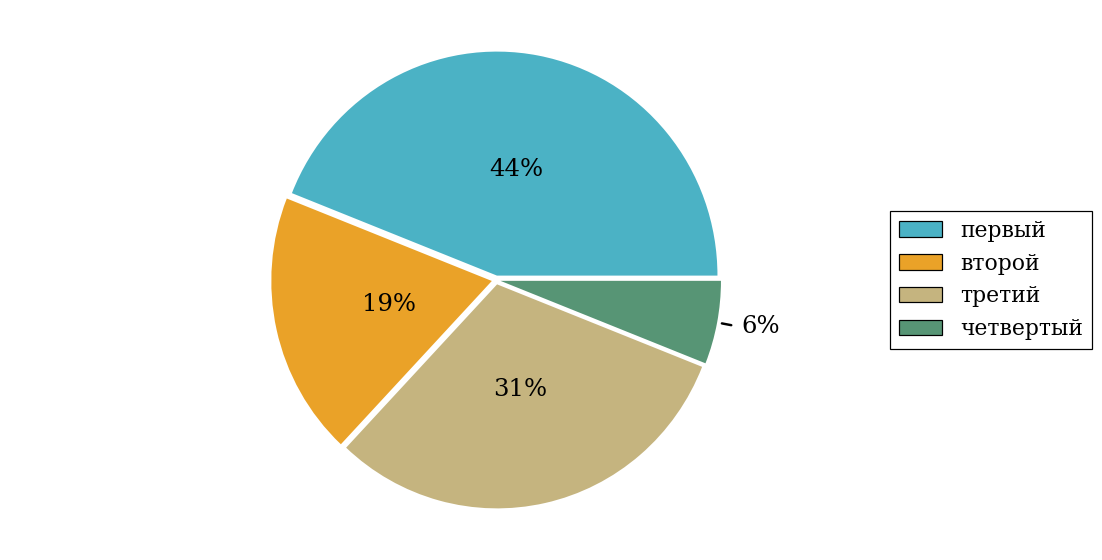 44%
19%
31%
6%
первый
второй
третий
четвертый